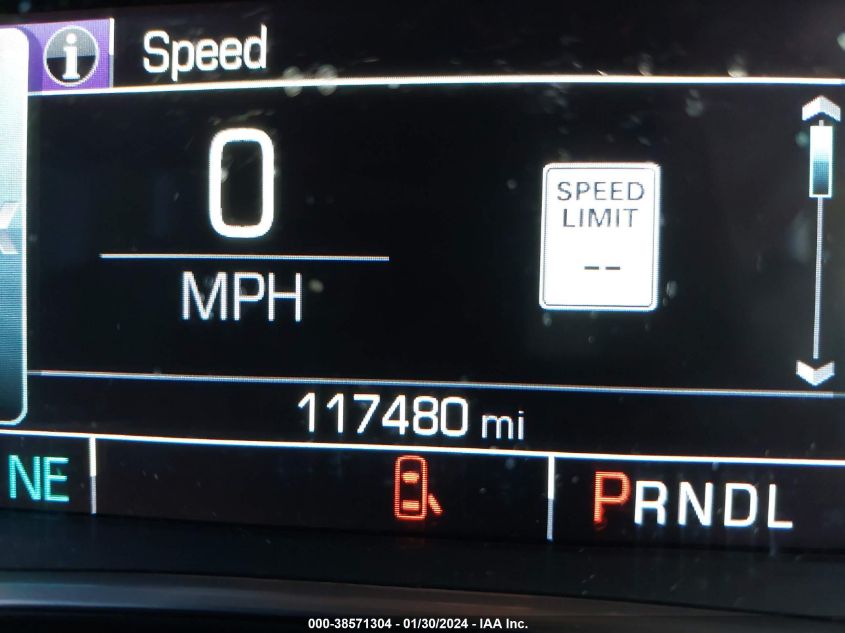 i Speed
0
MPH
SPEED
LIMIT
--
117480 mi
NE
PRNDL
000-38571304 - 01/30/2024 - IAA Inc.